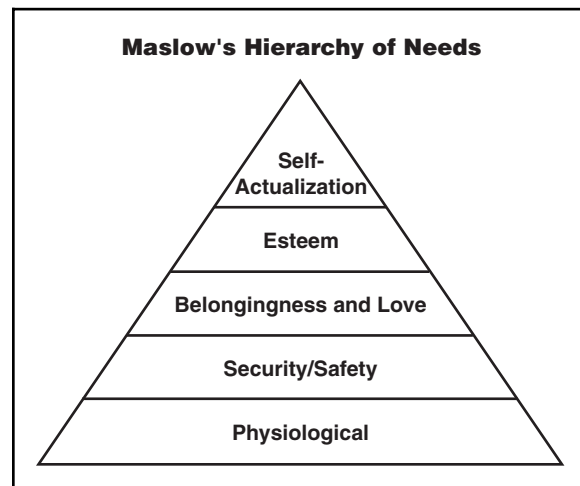 Maslow's Hierarchy of Needs
Self-
Actualization
Esteem
Belongingness and Love
Security/Safety
Physiological